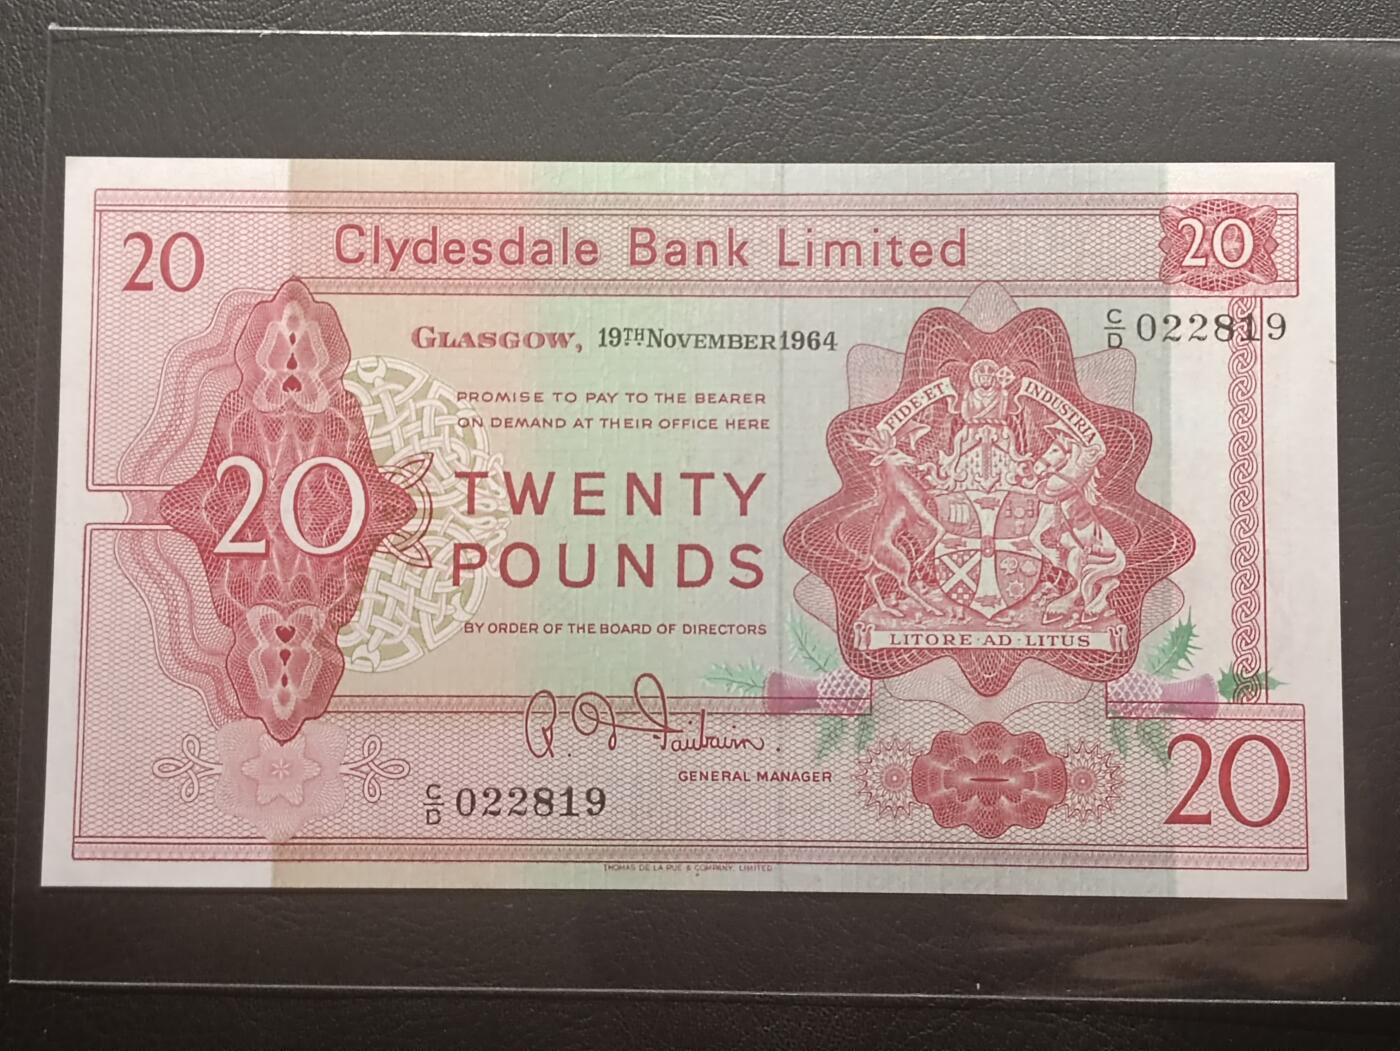 20 Clydesdale Bank Limited 20
GLASGOW, 19TH NOVEMBER 1964
C/D 022819
PROMISE TO PAY TO THE BEARER
ON DEMAND AT THEIR OFFICE HERE
FIDE·ET·INDUSTRIA
20
TWENTY
POUNDS
BY ORDER OF THE BOARD OF DIRECTORS
LITORE·AD·LITUS
R. D. Fairbairn.
GENERAL MANAGER
C/D 022819
20
THOMAS DE LA RUE & COMPANY, LIMITED